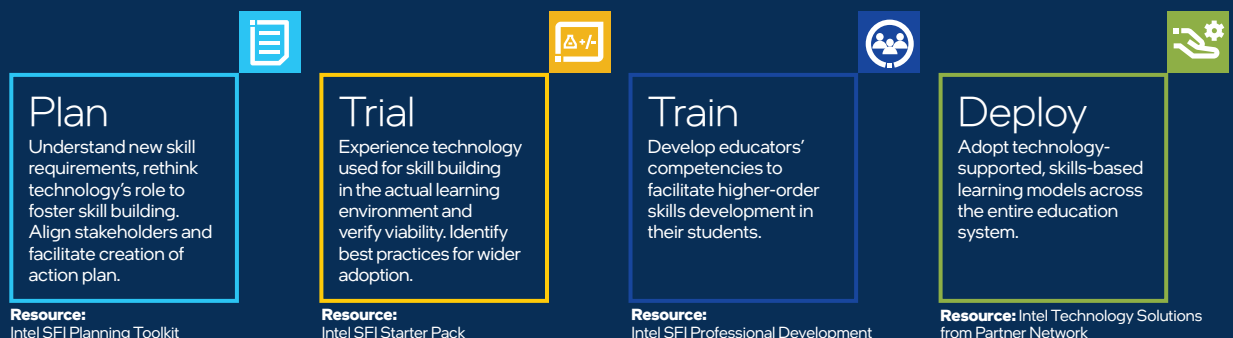 Plan
Understand new skill
requirements, rethink
technology's role to
foster skill building.
Align stakeholders and
facilitate creation of
action plan.
Resource:
Intel SFI Planning Toolkit
Δ+/-
Trial
Experience technology
used for skill building
in the actual learning
environment and
verify viability. Identify
best practices for wider
adoption.
Resource:
Intel SFI Starter Pack
Train
Develop educators'
competencies to
facilitate higher-order
skills development in
their students.
Resource:
Intel SFI Professional Development
Deploy
Adopt technology-
supported, skills-based
learning models across
the entire education
system.
Resource: Intel Technology Solutions
from Partner Network